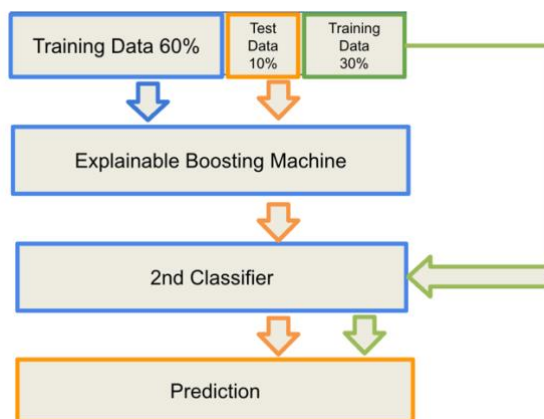 Training Data 60%
Test
Data
10%
Training
Data
30%
Explainable Boosting Machine
2nd Classifier
Prediction